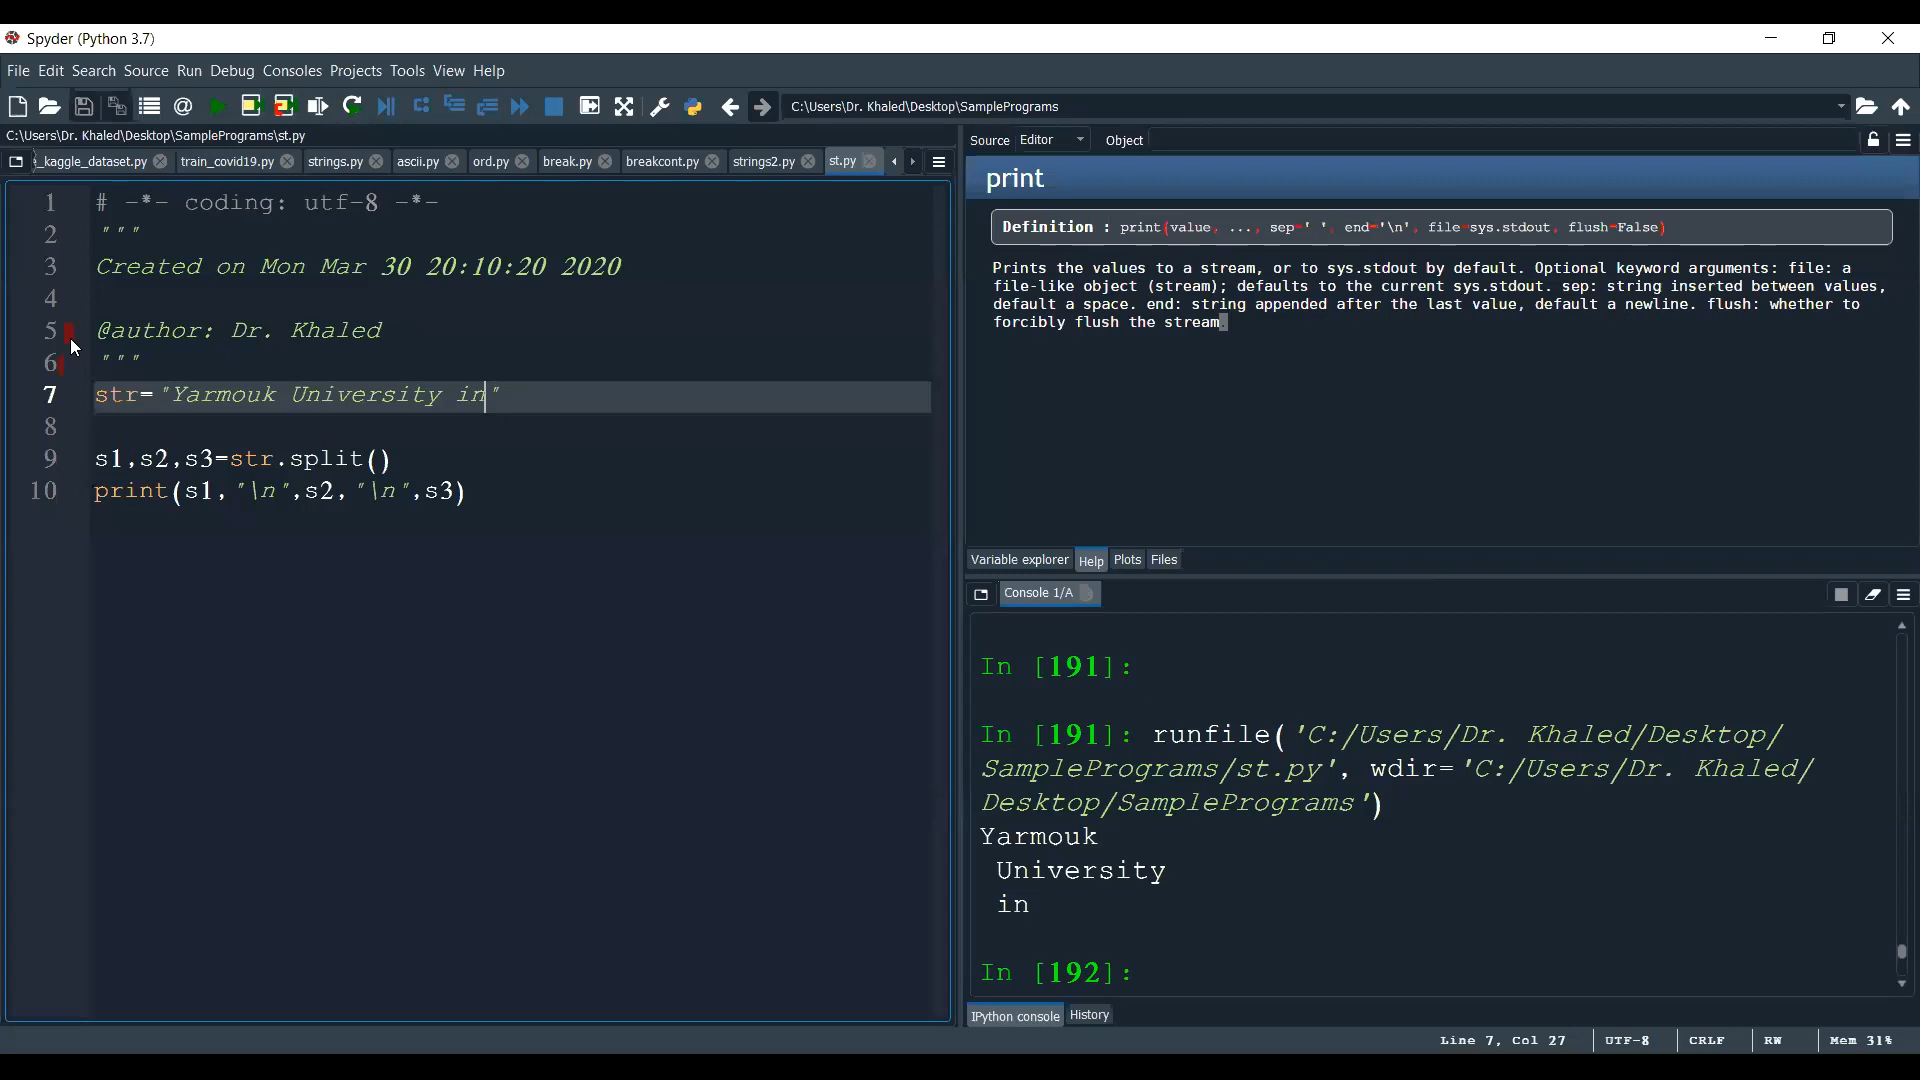 Spyder (Python 3.7)
File Edit Search Source Run Debug Consoles Projects Tools View Help
C:\Users\Dr. Khaled\Desktop\SamplePrograms
C:\Users\Dr. Khaled\Desktop\SamplePrograms\st.py
_kaggle_dataset.py train_covid19.py strings.py ascii.py ord.py break.py breakcont.py strings2.py st.py
1 # -*- coding: utf-8 -*-
2 """
3 Created on Mon Mar 30 20:10:20 2020
4
5 @author: Dr. Khaled
6 """
7 str="Yarmouk University in"
8
9 s1,s2,s3=str.split()
10 print(s1,"\n",s2,"\n",s3)
Source Editor Object
print
Definition : print(value, ..., sep=' ', end='\n', file=sys.stdout, flush=False)
Prints the values to a stream, or to sys.stdout by default. Optional keyword arguments: file: a
file-like object (stream); defaults to the current sys.stdout. sep: string inserted between values,
default a space. end: string appended after the last value, default a newline. flush: whether to
forcibly flush the stream.
Variable explorer Help Plots Files
Console 1/A
In [191]:
In [191]: runfile('C:/Users/Dr. Khaled/Desktop/
SamplePrograms/st.py', wdir='C:/Users/Dr. Khaled/
Desktop/SamplePrograms')
Yarmouk
University
in
In [192]:
IPython console History
Line 7, Col 27 UTF-8 CRLF RW Mem 31%